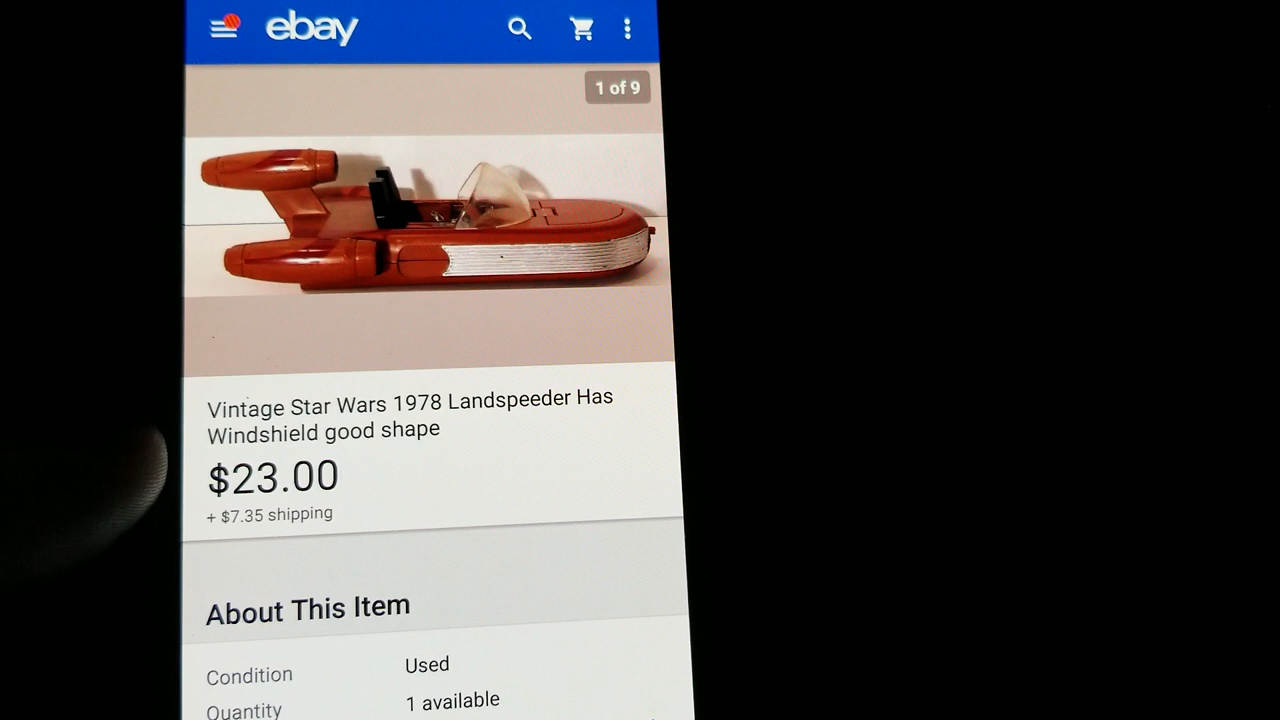 ebay
1 of 9
Vintage Star Wars 1978 Landspeeder Has
Windshield good shape
$23.00
+ $7.35 shipping
About This Item
Condition Used
Quantity 1 available